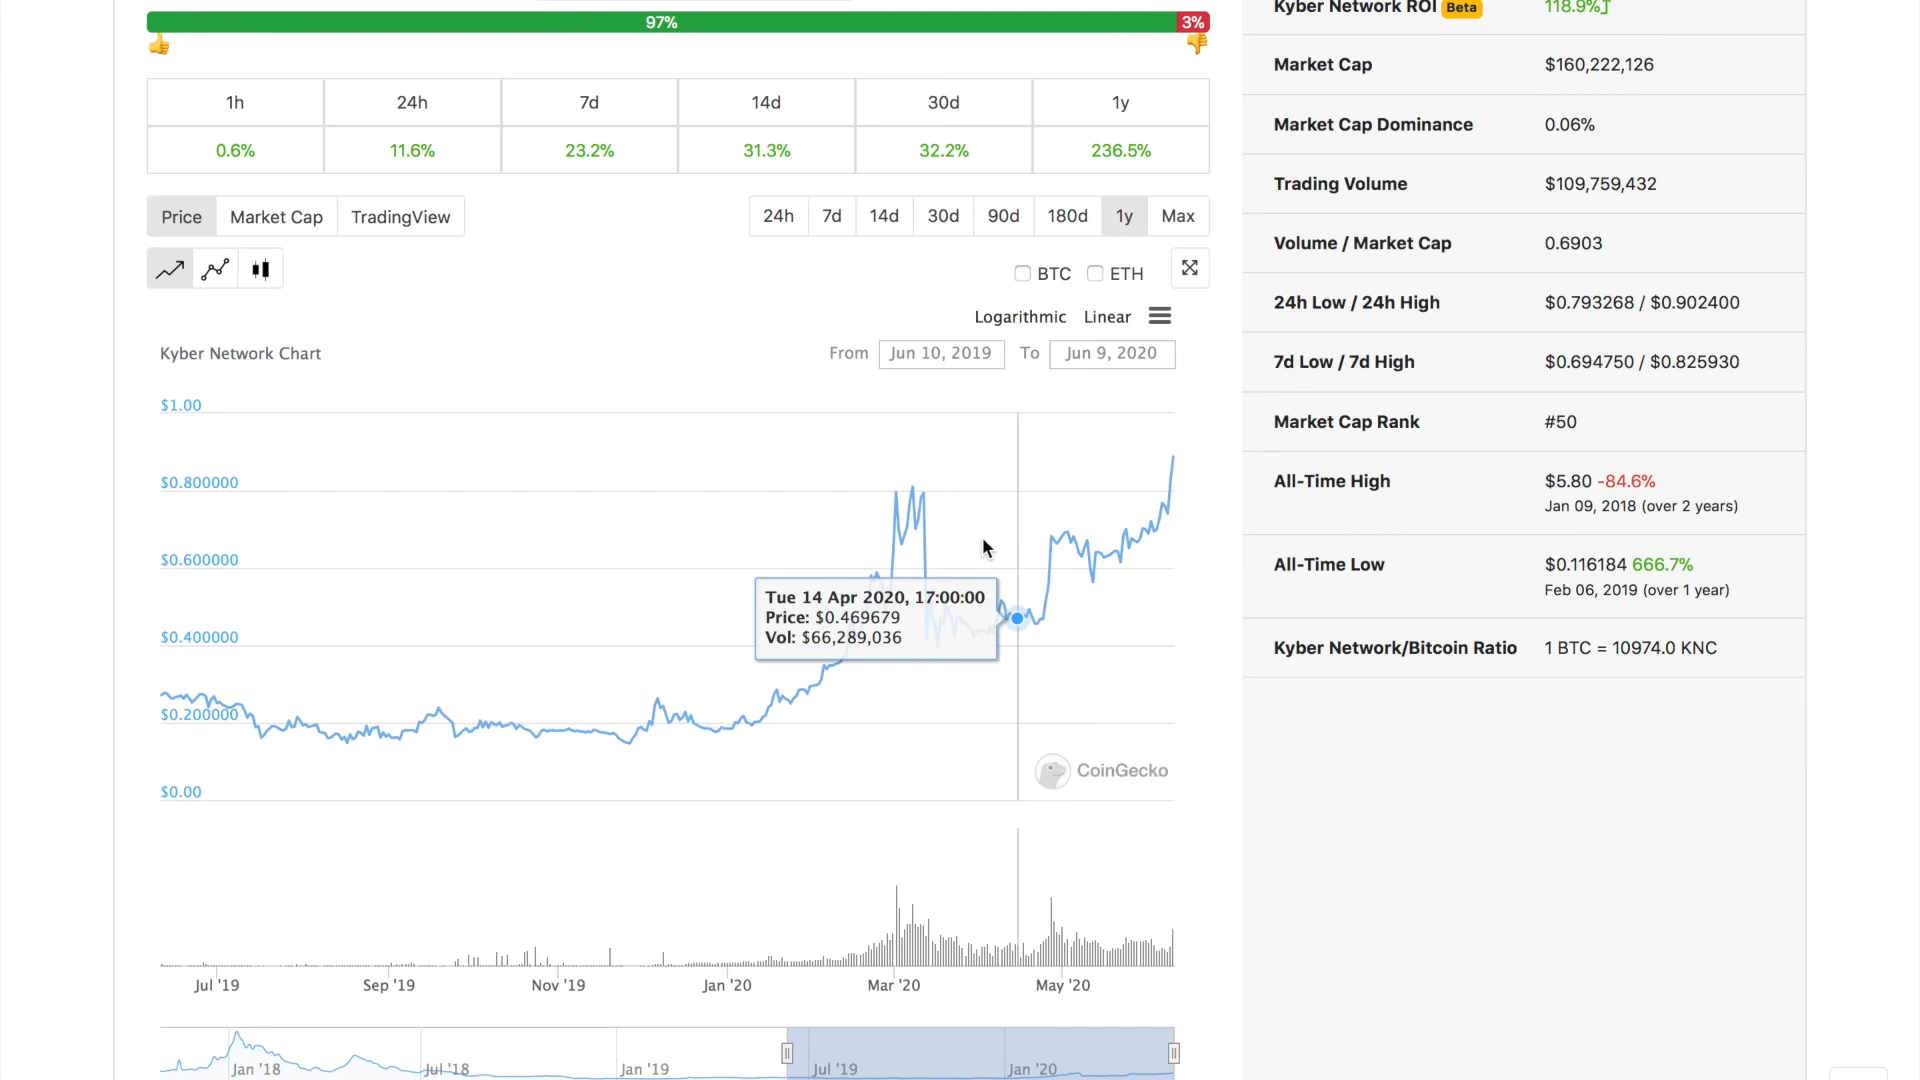 97%
3%
1h 24h 7d 14d 30d 1y
0.6% 11.6% 23.2% 31.3% 32.2% 236.5%
Price Market Cap TradingView
24h 7d 14d 30d 90d 180d 1y Max
BTC ETH
Logarithmic Linear
Kyber Network Chart
From Jun 10, 2019 To Jun 9, 2020
$1.00
$0.800000
$0.600000
$0.400000
$0.200000
$0.00
Tue 14 Apr 2020, 17:00:00
Price: $0.469679
Vol: $66,289,036
CoinGecko
Jul '19 Sep '19 Nov '19 Jan '20 Mar '20 May '20
Jan '18 Jul '18 Jan '19 Jul '19 Jan '20
Kyber Network ROI Beta 118.9%
Market Cap $160,222,126
Market Cap Dominance 0.06%
Trading Volume $109,759,432
Volume / Market Cap 0.6903
24h Low / 24h High $0.793268 / $0.902400
7d Low / 7d High $0.694750 / $0.825930
Market Cap Rank #50
All-Time High $5.80 -84.6%
Jan 09, 2018 (over 2 years)
All-Time Low $0.116184 666.7%
Feb 06, 2019 (over 1 year)
Kyber Network/Bitcoin Ratio 1 BTC = 10974.0 KNC